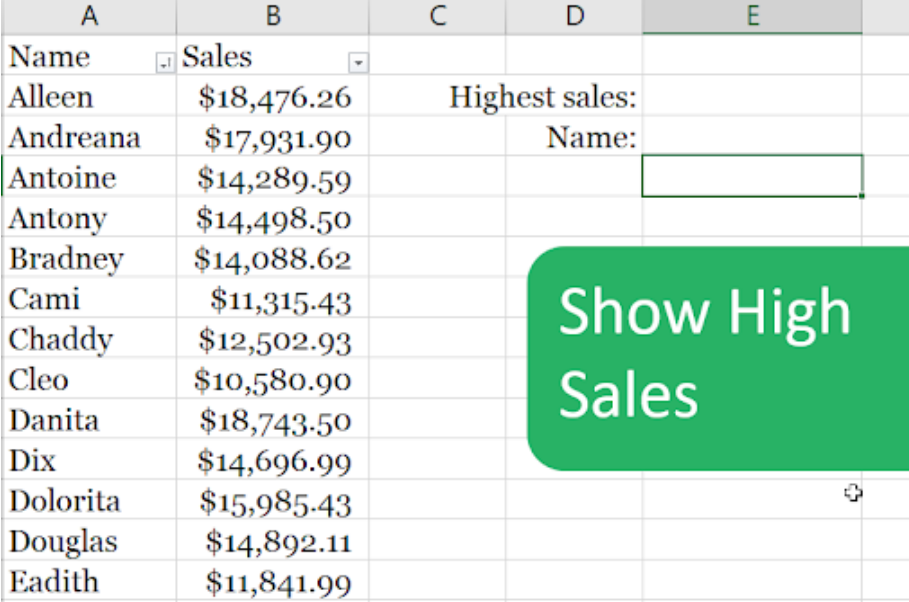 A B C D E
Name Sales
Alleen $18,476.26 Highest sales:
Andreana $17,931.90 Name:
Antoine $14,289.59
Antony $14,498.50
Bradney $14,088.62
Cami $11,315.43
Show High
Chaddy $12,502.93
Cleo $10,580.90
Sales
Danita $18,743.50
Dix $14,696.99
Dolorita $15,985.43
Douglas $14,892.11
Eadith $11,841.99